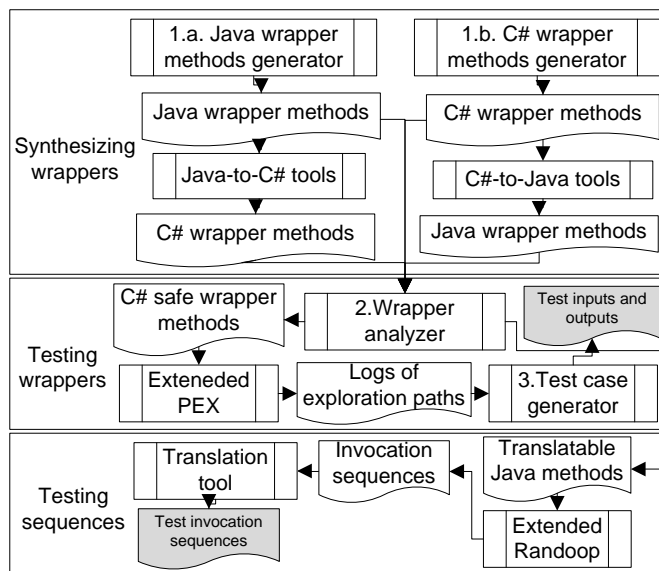 1.a. Java wrapper
methods generator
1.b. C# wrapper
methods generator
Java wrapper methods
C# wrapper methods
Synthesizing
wrappers
Java-to-C# tools
C#-to-Java tools
C# wrapper methods
Java wrapper methods
C# safe wrapper
methods
2.Wrapper
analyzer
Test inputs and
outputs
Testing
wrappers
Exteneded
PEX
Logs of
exploration paths
3.Test case
generator
Testing
sequences
Translation
tool
Invocation
sequences
Translatable
Java methods
Test invocation
sequences
Extended
Randoop